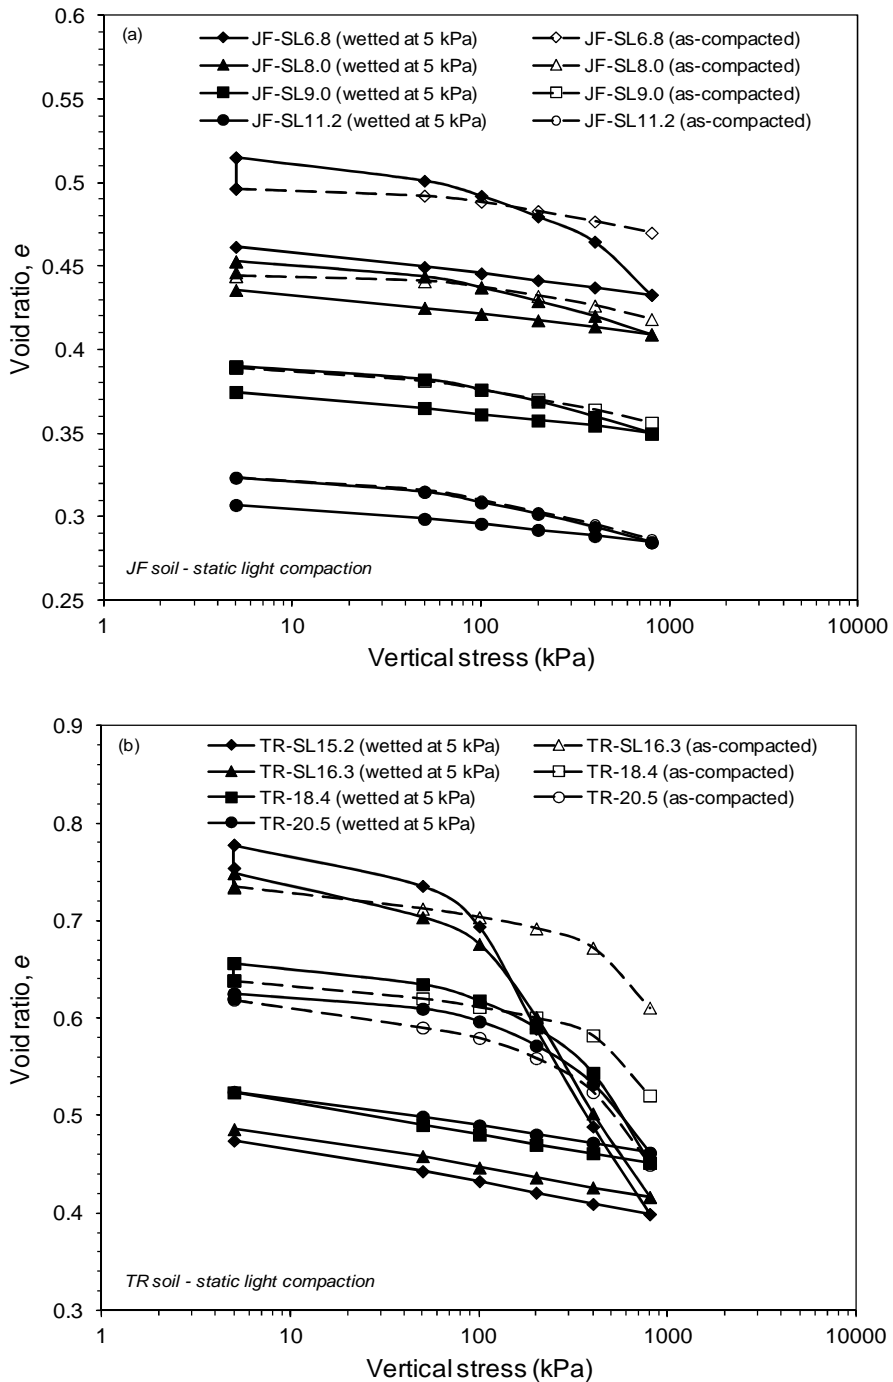 0.6
(a)
JF-SL6.8 (wetted at 5 kPa)
JF-SL6.8 (as-compacted)
JF-SL8.0 (wetted at 5 kPa)
JF-SL8.0 (as-compacted)
JF-SL9.0 (wetted at 5 kPa)
JF-SL9.0 (as-compacted)
JF-SL11.2 (wetted at 5 kPa)
JF-SL11.2 (as-compacted)
0.55
0.5
0.45
0.4
0.35
0.3
0.25
Void ratio, e
JF soil - static light compaction
1
10
100
1000
10000
Vertical stress (kPa)
0.9
(b)
TR-SL15.2 (wetted at 5 kPa)
TR-SL16.3 (as-compacted)
TR-SL16.3 (wetted at 5 kPa)
TR-18.4 (as-compacted)
TR-18.4 (wetted at 5 kPa)
TR-20.5 (as-compacted)
TR-20.5 (wetted at 5 kPa)
0.8
0.7
0.6
0.5
0.4
0.3
Void ratio, e
TR soil - static light compaction
1
10
100
1000
10000
Vertical stress (kPa)